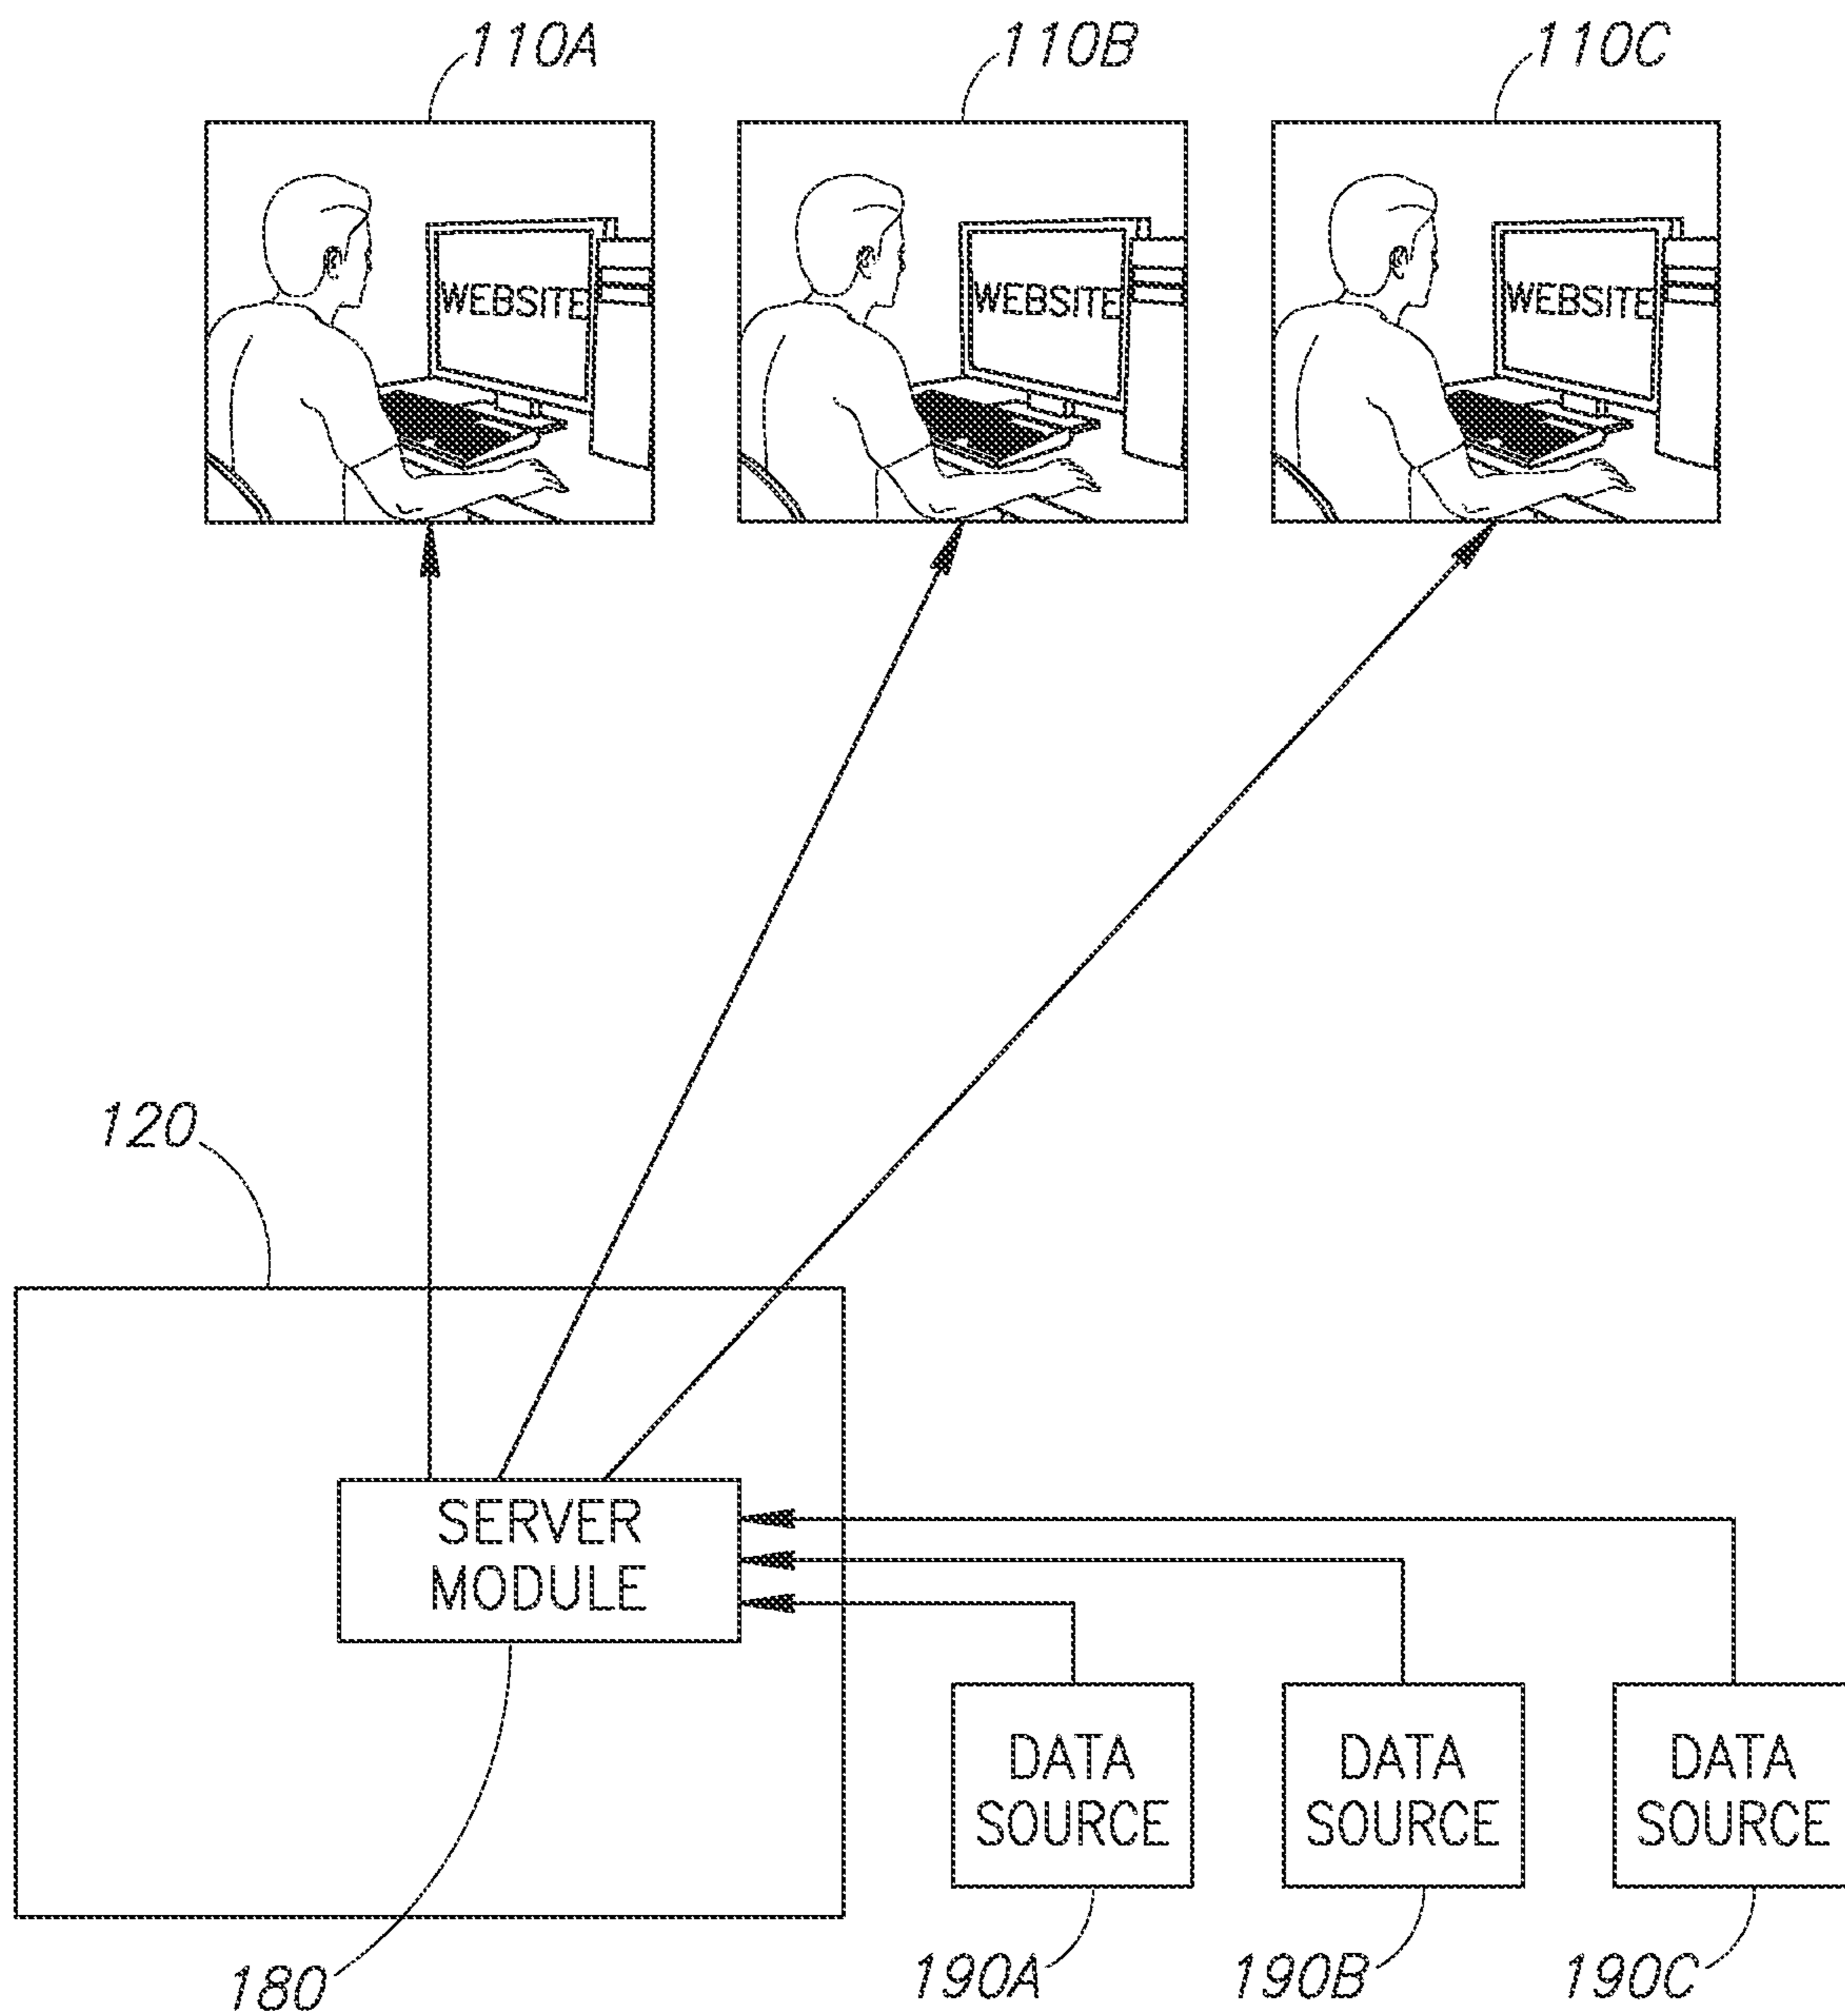 110A
110B
110C
WEBSITE
WEBSITE
WEBSITE
120
SERVER
MODULE
DATA
SOURCE
DATA
SOURCE
DATA
SOURCE
180
190A
190B
190C